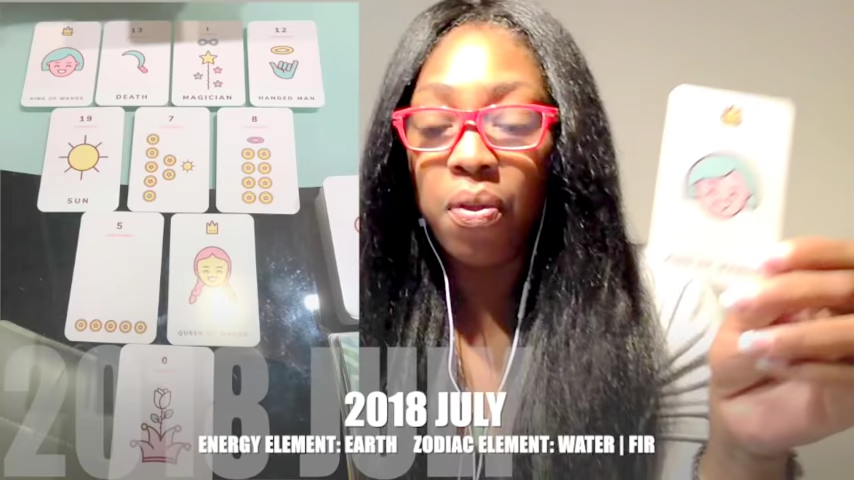 KING OF WANDS
13
DEATH
1
MAGICIAN
12
HANGED MAN
19
SUN
7
8
5
QUEEN OF WANDS
0
2018 JULY
2018 JULY
ENERGY ELEMENT: EARTH ZODIAC ELEMENT: WATER | FIR